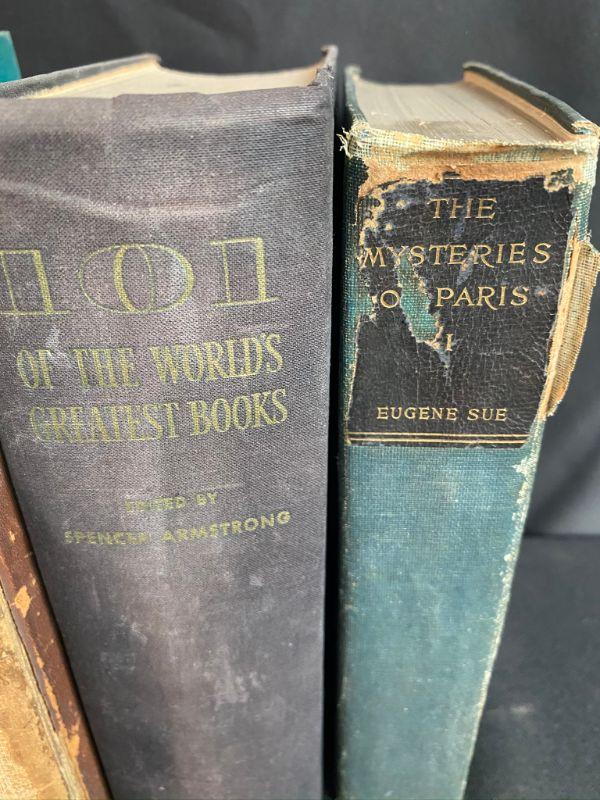 101
OF THE WORLD'S
GREATEST BOOKS
EDITED BY
SPENCER ARMSTRONG
THE
MYSTERIES
OF PARIS
I
EUGENE SUE